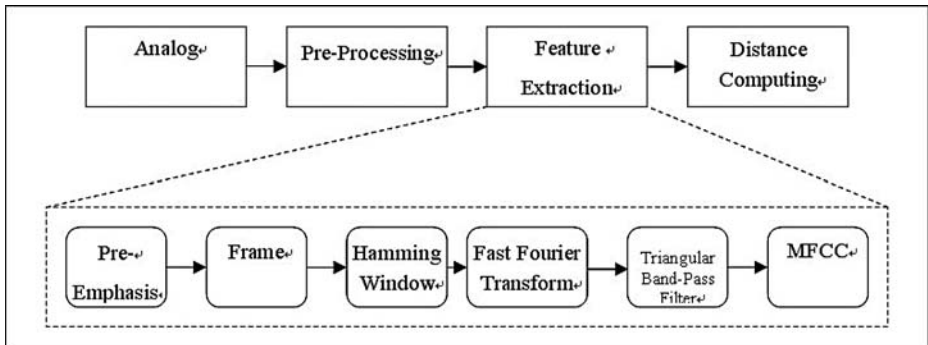 Analog↵
Pre-Processing↵
Feature ↵
Extraction↵
Distance
Computing↵
Pre-↵
Emphasis↵
Frame↵
Hamming
Window↵
Fast Fourier
Transform↵
Triangular
Band-Pass
Filter↵
MFCC↵